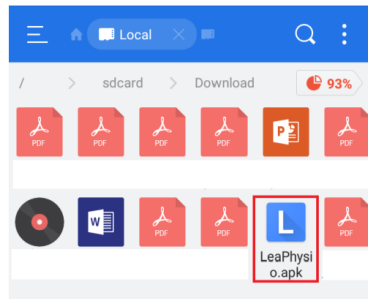 Local
/ > sdcard > Download 93%
PDF PDF PDF PDF P PDF
W PDF PDF L PDF
LeaPhysi
o.apk